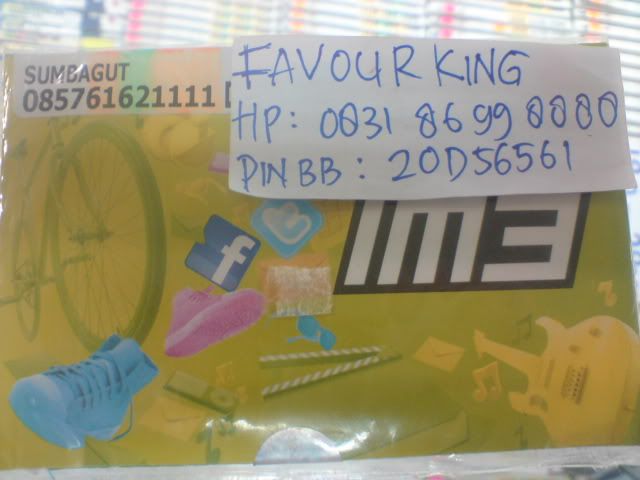 SUMBAGUT
085761621111
FAVOUR KING
HP: 0831 8699 8880
PIN BB: 20D56561
IM3
f